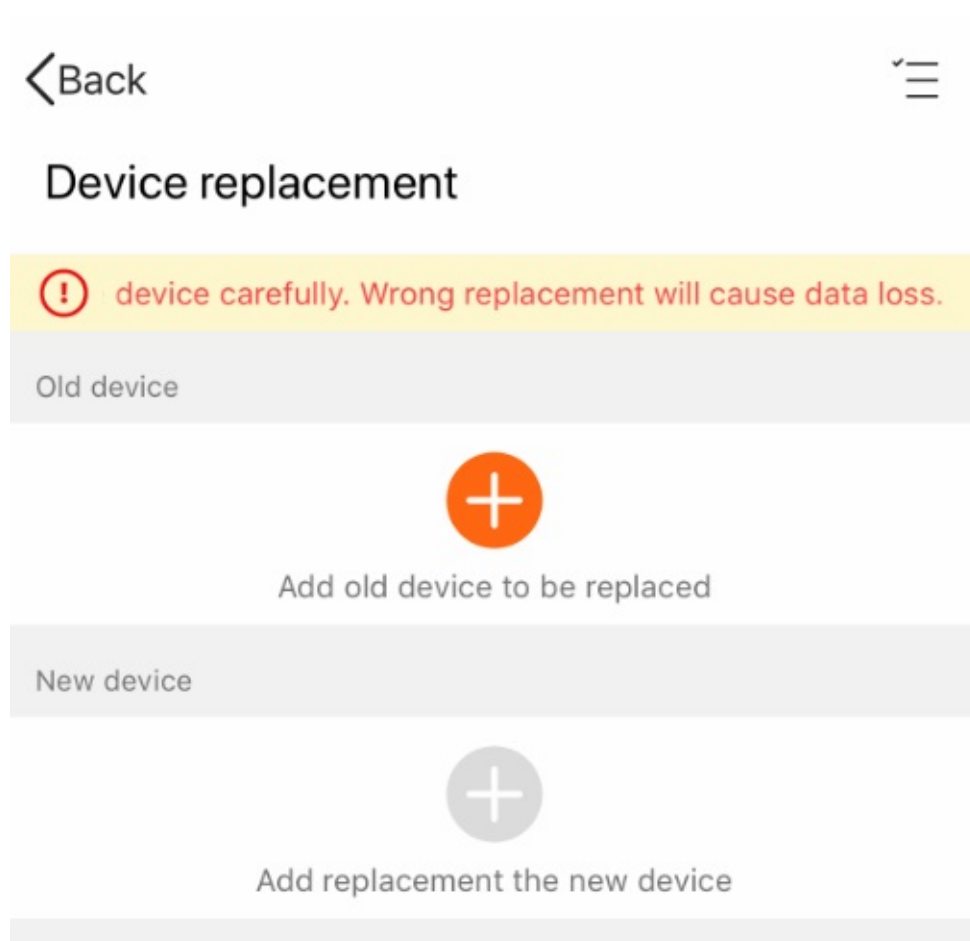 Back
Device replacement
device carefully. Wrong replacement will cause data loss.
Old device
Add old device to be replaced
New device
Add replacement the new device